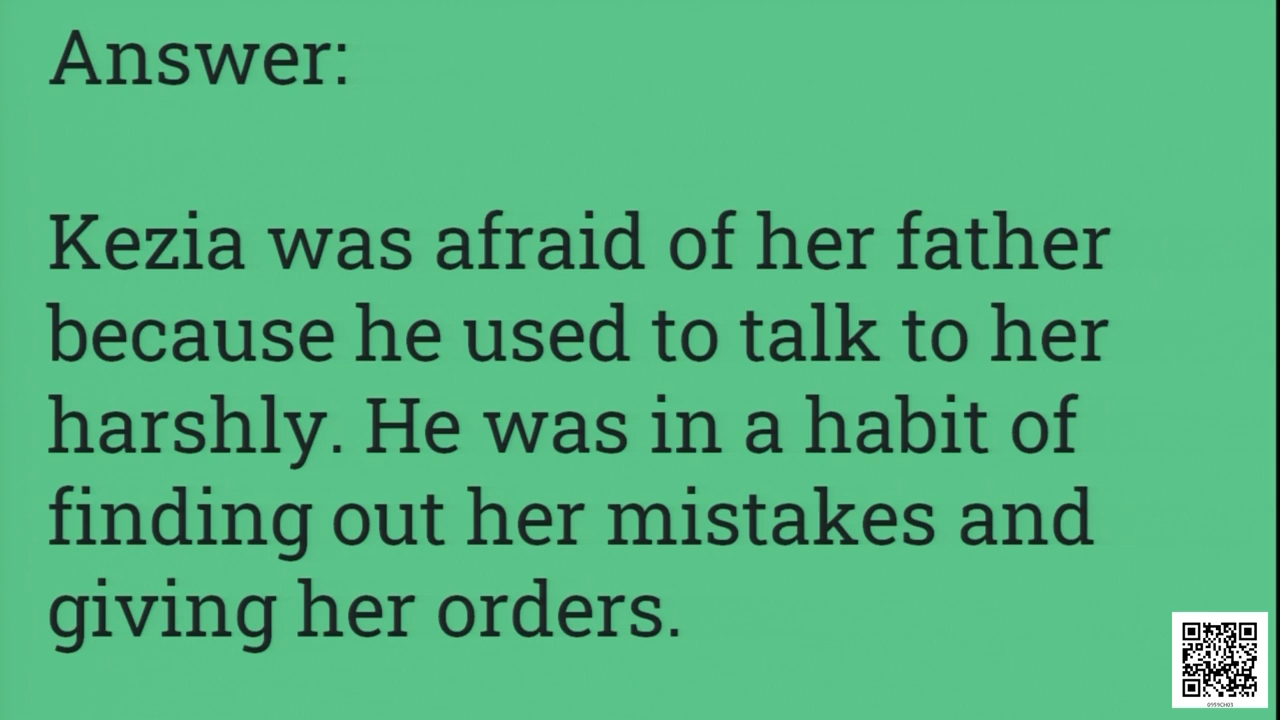 Answer:
Kezia was afraid of her father
because he used to talk to her
harshly. He was in a habit of
finding out her mistakes and
giving her orders.